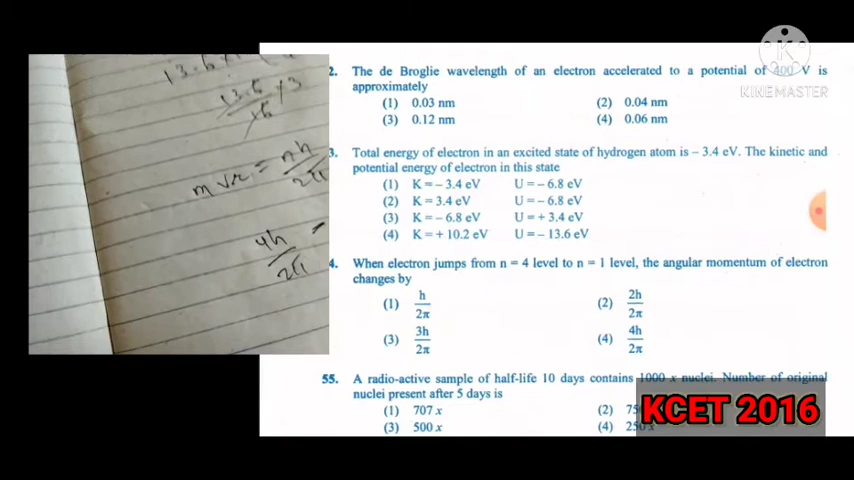 13.6
13.6 × 3
mvr = nh
2π
4h
2π
2. The de Broglie wavelength of an electron accelerated to a potential of 400 V is
approximately
(1) 0.03 nm (2) 0.04 nm
(3) 0.12 nm (4) 0.06 nm
3. Total energy of electron in an excited state of hydrogen atom is – 3.4 eV. The kinetic and
potential energy of electron in this state
(1) K = – 3.4 eV U = – 6.8 eV
(2) K = 3.4 eV U = – 6.8 eV
(3) K = – 6.8 eV U = + 3.4 eV
(4) K = + 10.2 eV U = – 13.6 eV
4. When electron jumps from n = 4 level to n = 1 level, the angular momentum of electron
changes by
(1) h/2π (2) 2h/2π
(3) 3h/2π (4) 4h/2π
55. A radio-active sample of half-life 10 days contains 1000 x nuclei. Number of original
nuclei present after 5 days is
(1) 707 x (2) 75
(3) 500 x (4) 250 x
KCET 2016
K
KINEMASTER